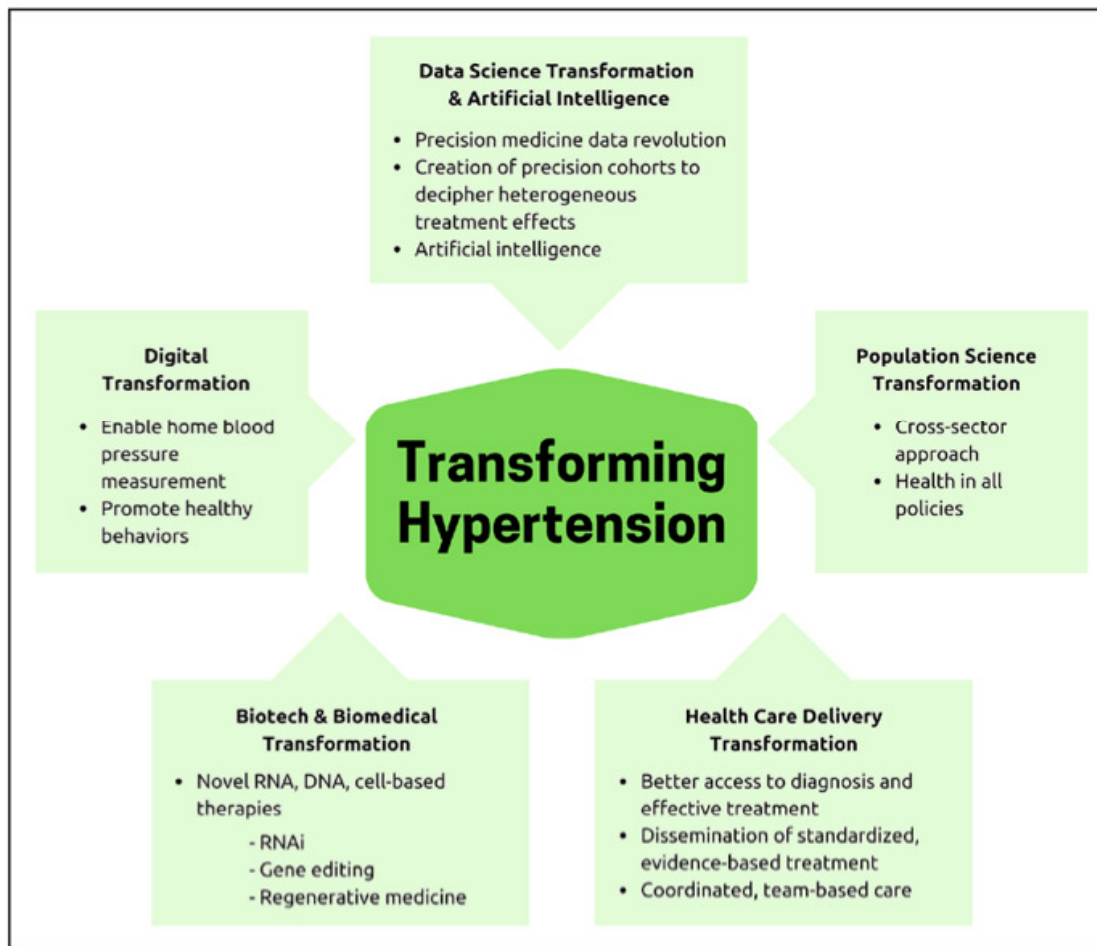 Data Science Transformation
& Artificial Intelligence
• Precision medicine data revolution
• Creation of precision cohorts to
decipher heterogeneous
treatment effects
• Artificial intelligence
Digital
Transformation
• Enable home blood
pressure
measurement
• Promote healthy
behaviors
Transforming
Hypertension
Population Science
Transformation
• Cross-sector
approach
• Health in all
policies
Biotech & Biomedical
Transformation
• Novel RNA, DNA, cell-based
therapies
- RNAi
- Gene editing
- Regenerative medicine
Health Care Delivery
Transformation
• Better access to diagnosis and
effective treatment
• Dissemination of standardized,
evidence-based treatment
• Coordinated, team-based care